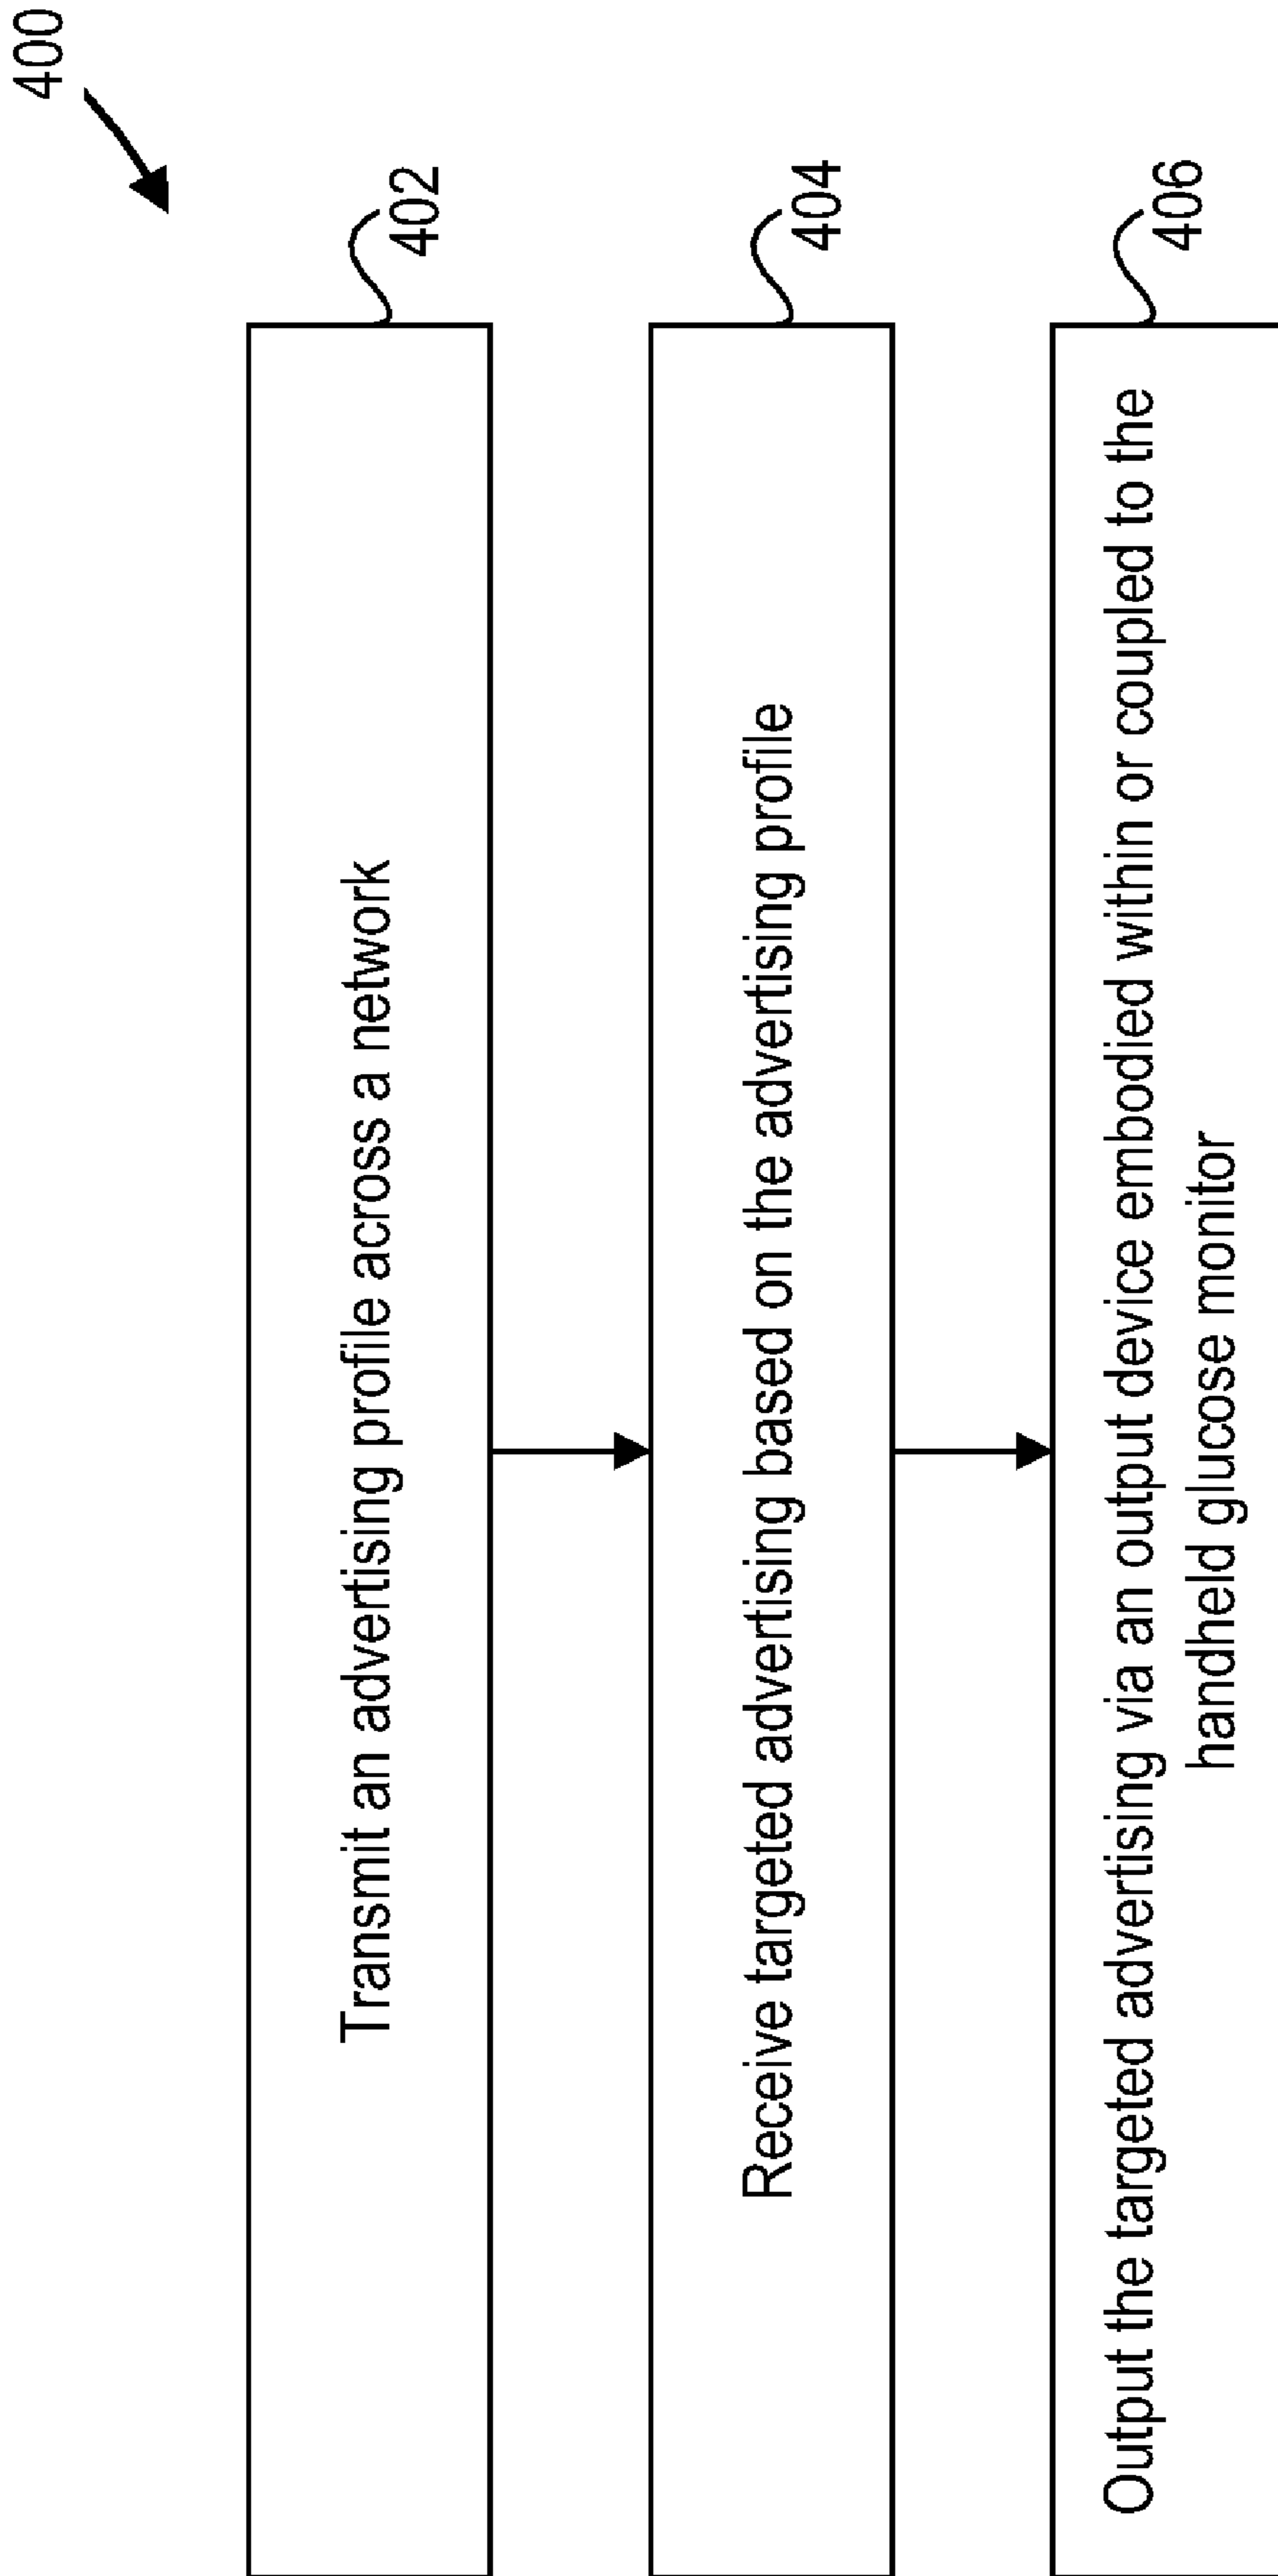 400
Transmit an advertising profile across a network
402
Receive targeted advertising based on the advertising profile
404
Output the targeted advertising via an output device embodied within or coupled to the
handheld glucose monitor
406